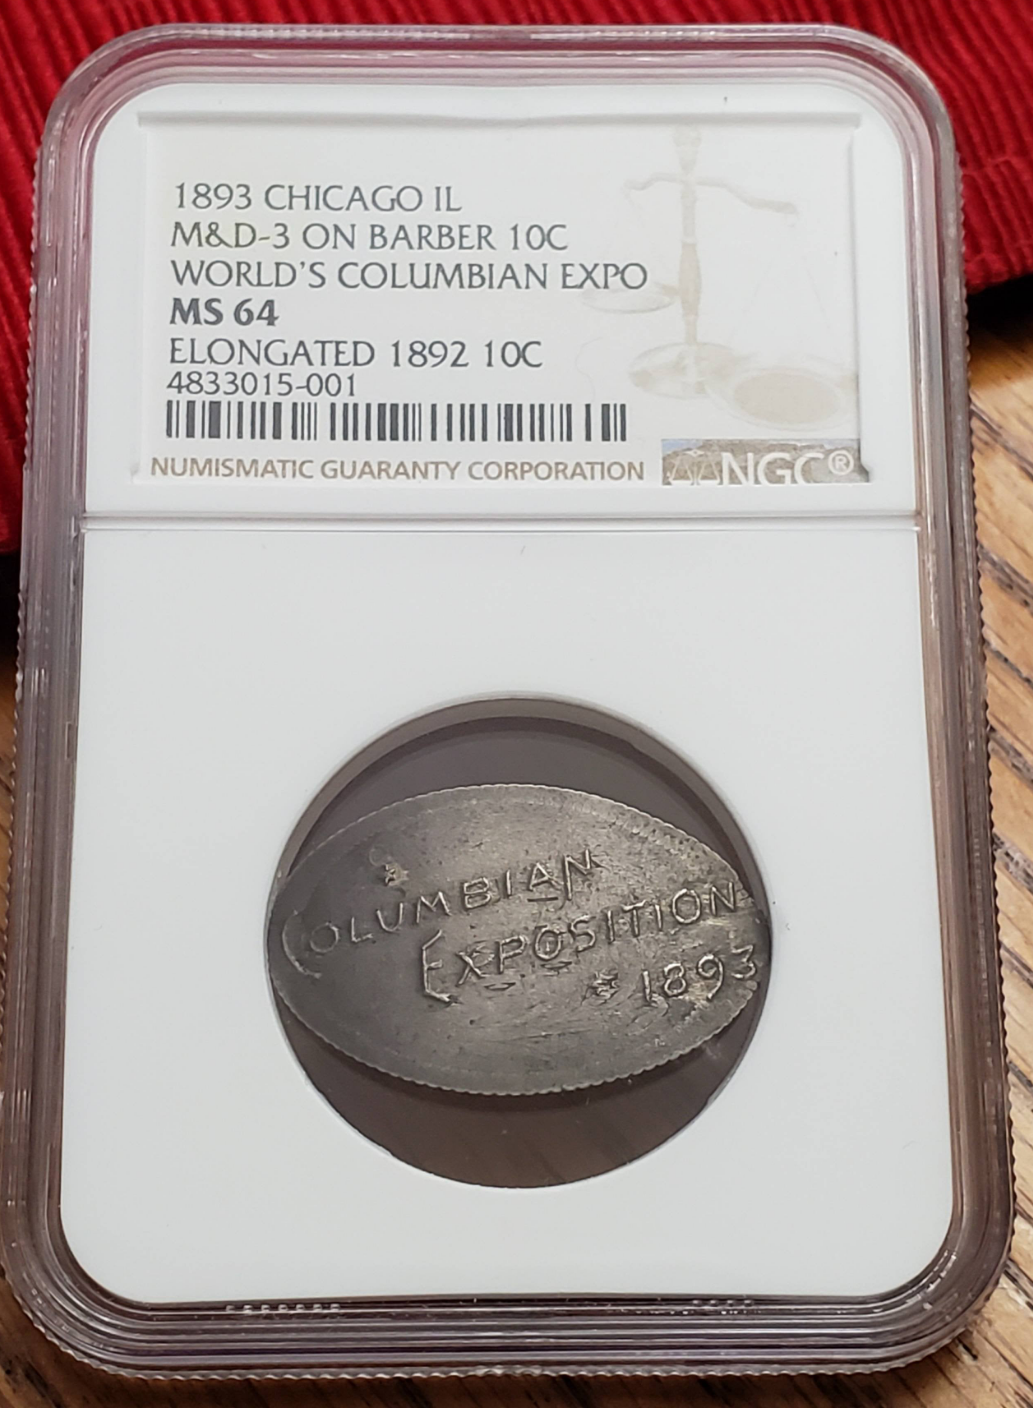 1893 CHICAGO IL
M&D-3 ON BARBER 10C
WORLD'S COLUMBIAN EXPO
MS 64
ELONGATED 1892 10C
4833015-001
NUMISMATIC GUARANTY CORPORATION
NGC®
COLUMBIAN
EXPOSITION
1893